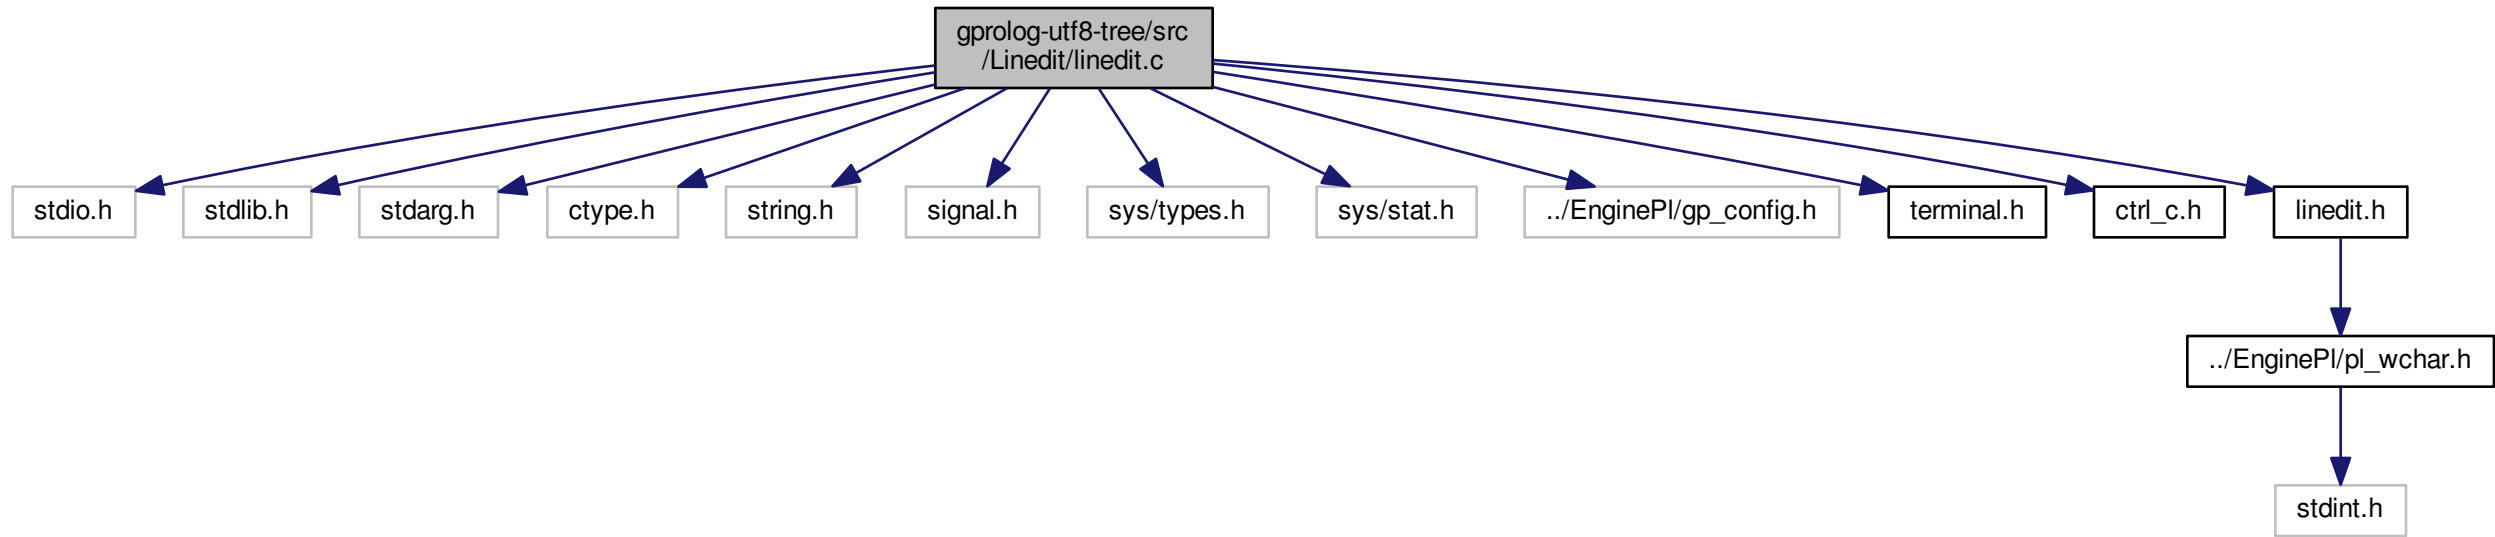 gprolog-utf8-tree/src
/Linedit/linedit.c
stdio.h
stdlib.h
stdarg.h
ctype.h
string.h
signal.h
sys/types.h
sys/stat.h
../EnginePl/gp_config.h
terminal.h
ctrl_c.h
linedit.h
../EnginePl/pl_wchar.h
stdint.h